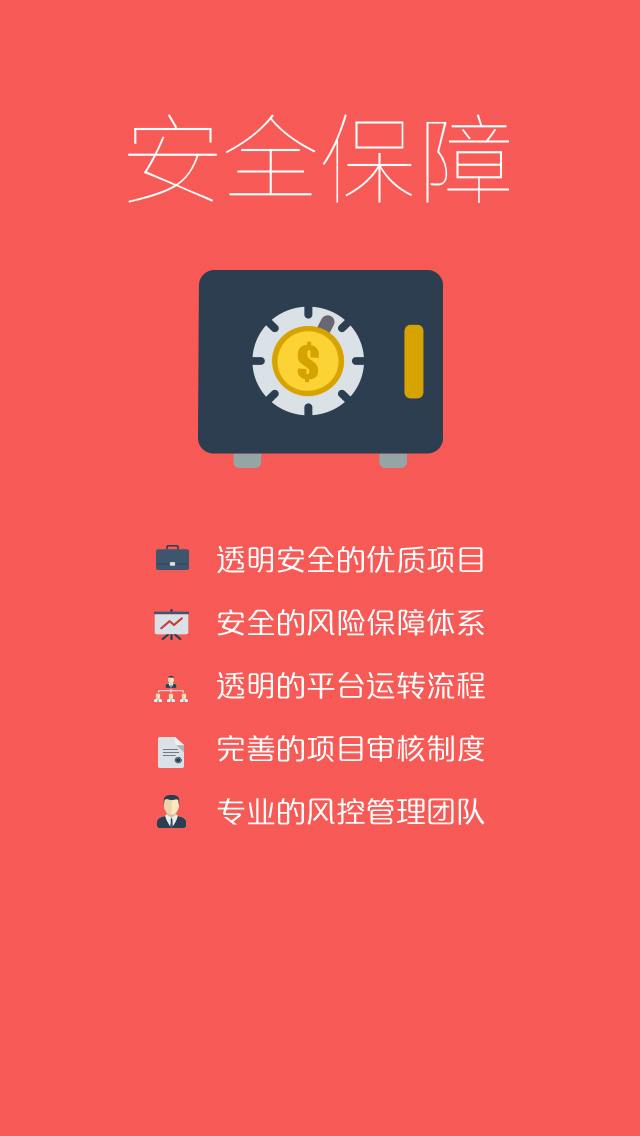 安全保障
$
透明安全的优质项目
安全的风险保障体系
透明的平台运转流程
完善的项目审核制度
专业的风控管理团队